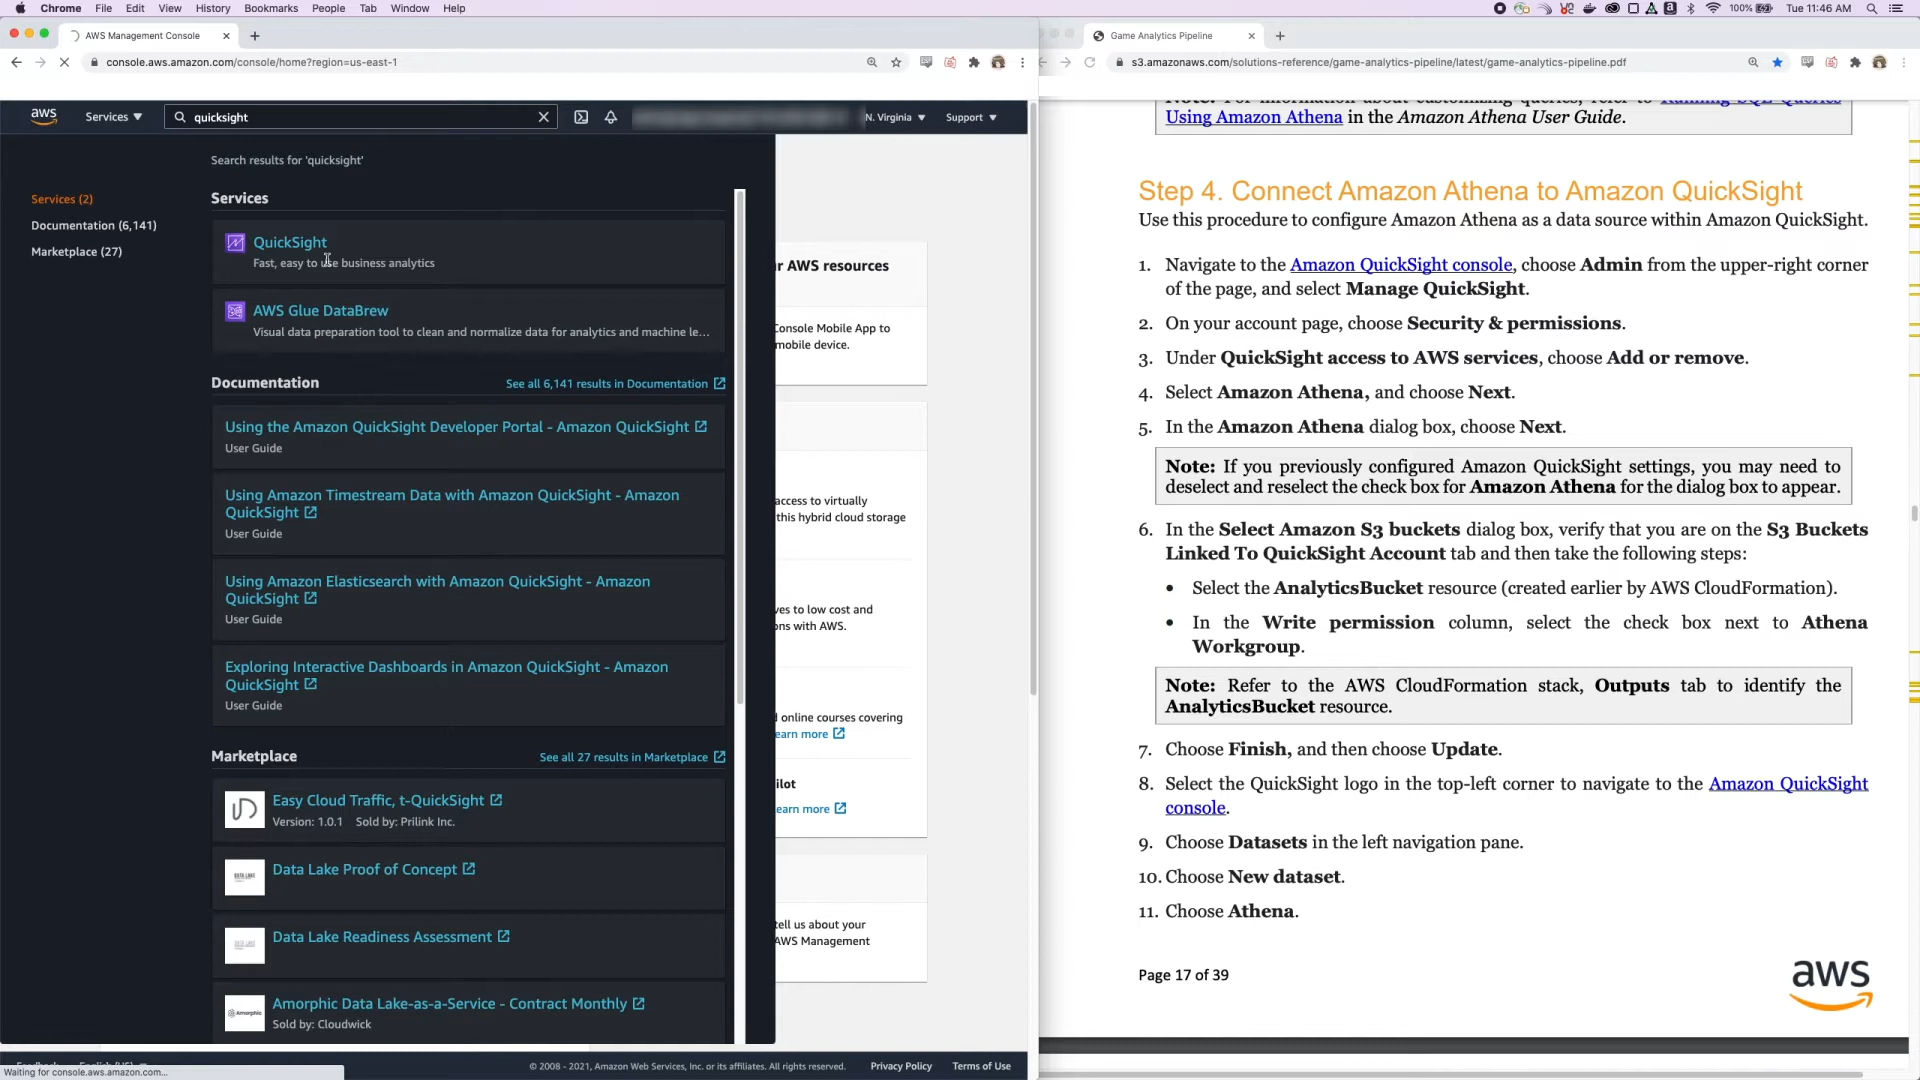 Chrome File Edit View History Bookmarks People Tab Window Help
100% Tue 11:46 AM
AWS Management Console
console.aws.amazon.com/console/home?region=us-east-1
Game Analytics Pipeline
s3.amazonaws.com/solutions-reference/game-analytics-pipeline/latest/game-analytics-pipeline.pdf
aws Services quicksight N. Virginia Support
Search results for 'quicksight'
Services (2)
Documentation (6,141)
Marketplace (27)
Services
QuickSight
Fast, easy to use business analytics
AWS Glue DataBrew
Visual data preparation tool to clean and normalize data for analytics and machine le...
Documentation
See all 6,141 results in Documentation
Using the Amazon QuickSight Developer Portal - Amazon QuickSight
User Guide
Using Amazon Timestream Data with Amazon QuickSight - Amazon
QuickSight
User Guide
Using Amazon Elasticsearch with Amazon QuickSight - Amazon
QuickSight
User Guide
Exploring Interactive Dashboards in Amazon QuickSight - Amazon
QuickSight
User Guide
Marketplace
See all 27 results in Marketplace
Easy Cloud Traffic, t-QuickSight
Version: 1.0.1 Sold by: Prilink Inc.
Data Lake Proof of Concept
Data Lake Readiness Assessment
Amorphic Data Lake-as-a-Service - Contract Monthly
Sold by: Cloudwick
r AWS resources
Console Mobile App to
mobile device.
access to virtually
this hybrid cloud storage
ves to low cost and
ons with AWS.
d online courses covering
earn more
ilot
earn more
tell us about your
AWS Management
© 2008 - 2021, Amazon Web Services, Inc. or its affiliates. All rights reserved. Privacy Policy Terms of Use
Waiting for console.aws.amazon.com...
Note: For information about customizing queries, refer to Running SQL Queries
Using Amazon Athena in the Amazon Athena User Guide.
Step 4. Connect Amazon Athena to Amazon QuickSight
Use this procedure to configure Amazon Athena as a data source within Amazon QuickSight.
1. Navigate to the Amazon QuickSight console, choose Admin from the upper-right corner
of the page, and select Manage QuickSight.
2. On your account page, choose Security & permissions.
3. Under QuickSight access to AWS services, choose Add or remove.
4. Select Amazon Athena, and choose Next.
5. In the Amazon Athena dialog box, choose Next.
Note: If you previously configured Amazon QuickSight settings, you may need to
deselect and reselect the check box for Amazon Athena for the dialog box to appear.
6. In the Select Amazon S3 buckets dialog box, verify that you are on the S3 Buckets
Linked To QuickSight Account tab and then take the following steps:
• Select the AnalyticsBucket resource (created earlier by AWS CloudFormation).
• In the Write permission column, select the check box next to Athena
Workgroup.
Note: Refer to the AWS CloudFormation stack, Outputs tab to identify the
AnalyticsBucket resource.
7. Choose Finish, and then choose Update.
8. Select the QuickSight logo in the top-left corner to navigate to the Amazon QuickSight
console.
9. Choose Datasets in the left navigation pane.
10. Choose New dataset.
11. Choose Athena.
Page 17 of 39
aws